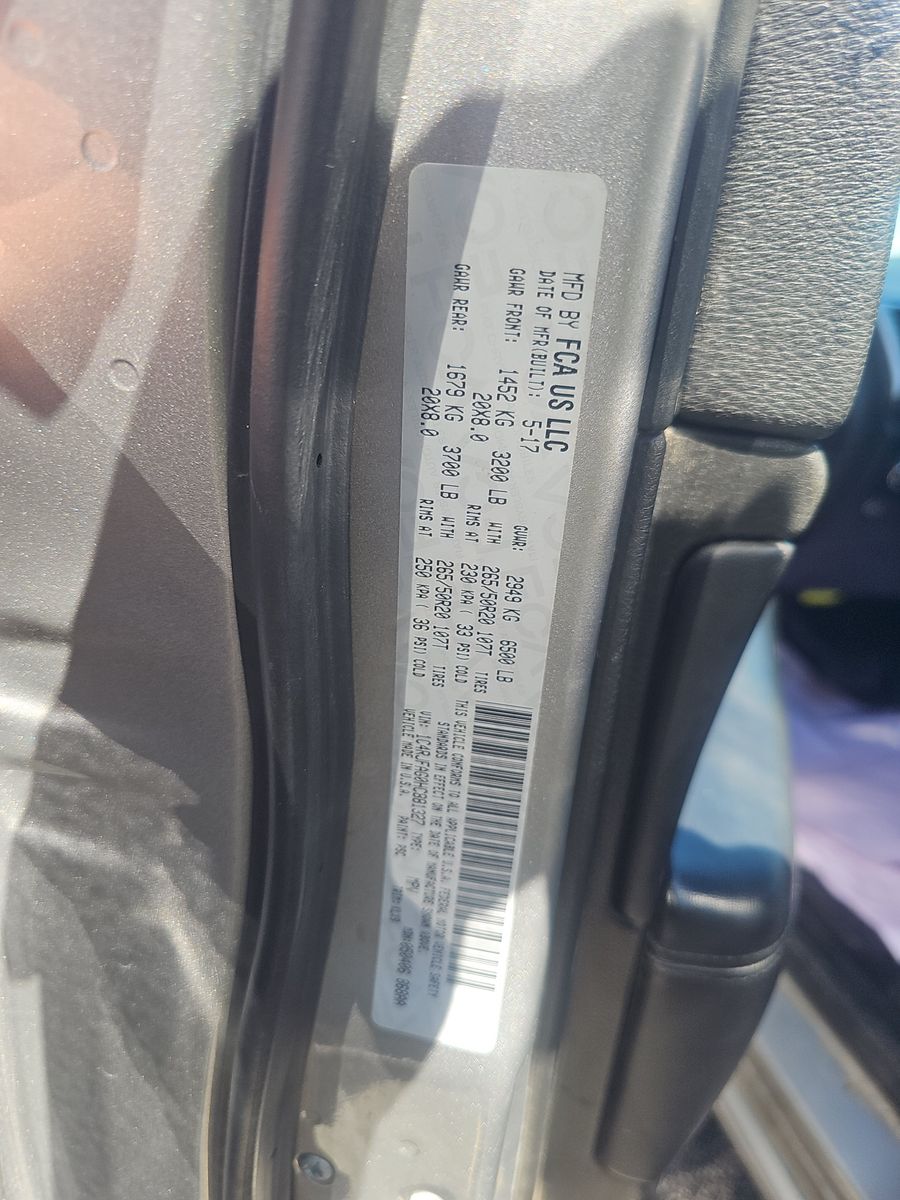 MFD BY FCA US LLC
DATE OF MFR(BUILT): 5-17 GVWR: 2949 KG 6500 LB
GAWR FRONT: 1452 KG 3200 LB WITH 265/50R20 107T TIRES
20X8.0 RIMS AT 230 KPA( 33 PSI) COLD
GAWR REAR: 1679 KG 3700 LB WITH 265/50R20 107T TIRES
20X8.0 RIMS AT 250 KPA( 36 PSI) COLD
THIS VEHICLE CONFORMS TO ALL APPLICABLE U.S.A. FEDERAL MOTOR VEHICLE SAFETY
STANDARDS IN EFFECT ON THE DATE OF MANUFACTURE SHOWN ABOVE.
VIN: 1C4RJFAG0HC881327 TYPE: MPV
VEHICLE MADE IN U.S.A. PAINT: PSC